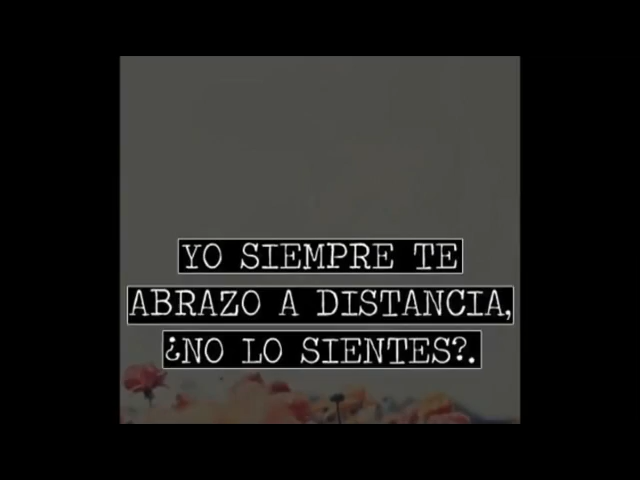 YO SIEMPRE TE
ABRAZO A DISTANCIA,
¿NO LO SIENTES?.